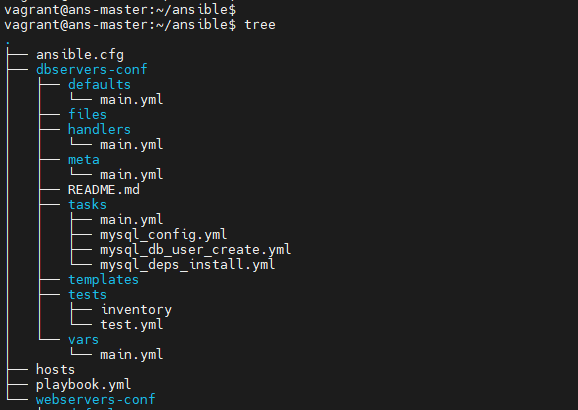 vagrant@ans-master:~/ansible$
vagrant@ans-master:~/ansible$ tree
.
├── ansible.cfg
├── dbservers-conf
│   ├── defaults
│   │   └── main.yml
│   ├── files
│   ├── handlers
│   │   └── main.yml
│   ├── meta
│   │   └── main.yml
│   ├── README.md
│   ├── tasks
│   │   ├── main.yml
│   │   ├── mysql_config.yml
│   │   ├── mysql_db_user_create.yml
│   │   └── mysql_deps_install.yml
│   ├── templates
│   ├── tests
│   │   ├── inventory
│   │   └── test.yml
│   └── vars
│       └── main.yml
├── hosts
├── playbook.yml
└── webservers-conf